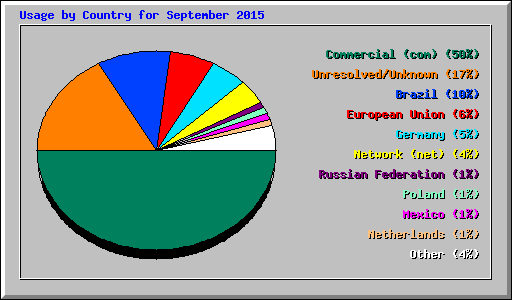 Usage by Country for September 2015
Commercial (com) (50%)
Unresolved/Unknown (17%)
Brazil (10%)
European Union (6%)
Germany (5%)
Network (net) (4%)
Russian Federation (1%)
Poland (1%)
Mexico (1%)
Netherlands (1%)
Other (4%)